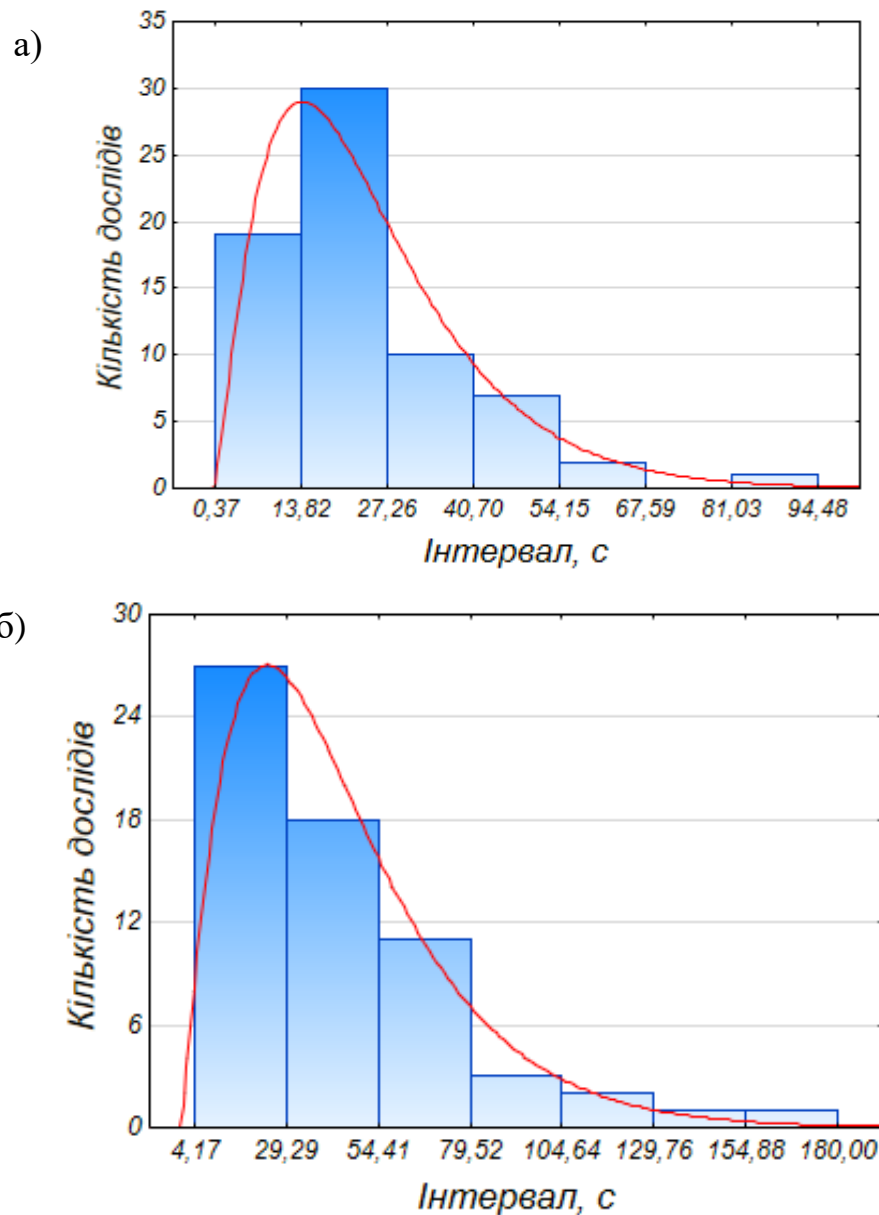 а)
Кількість дослідів
35
30
25
20
15
10
5
0
0,37 13,82 27,26 40,70 54,15 67,59 81,03 94,48
Інтервал, с
б)
Кількість дослідів
30
24
18
12
6
0
4,17 29,29 54,41 79,52 104,64 129,76 154,88 180,00
Інтервал, с